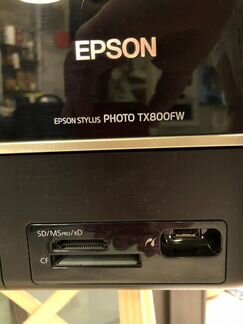 EPSON
EPSON STYLUS PHOTO TX800FW
SD/MSPRO/xD
CF